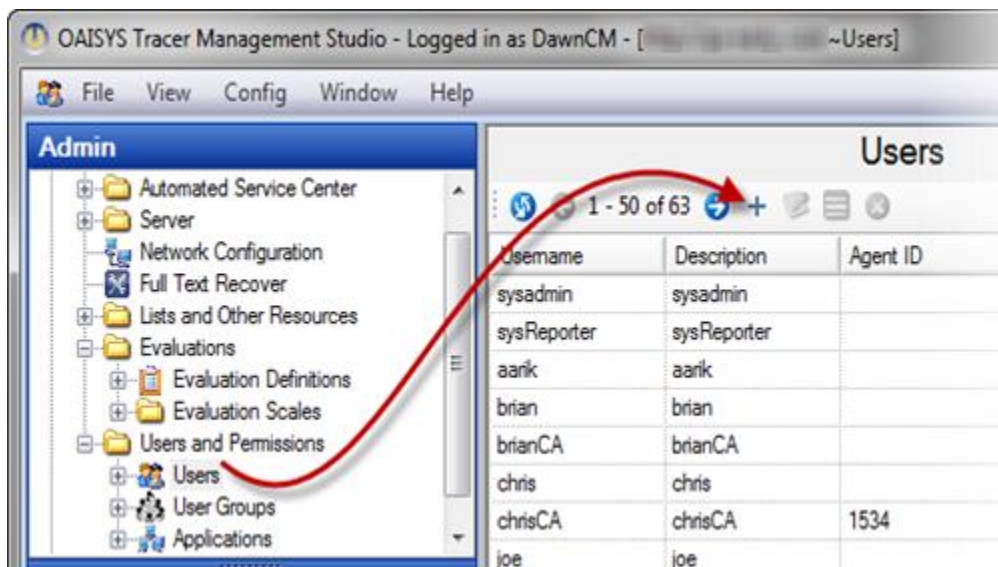 OAISYS Tracer Management Studio - Logged in as DawnCM - [ ~Users]
File View Config Window Help
Admin
Automated Service Center
Server
Network Configuration
Full Text Recover
Lists and Other Resources
Evaluations
Evaluation Definitions
Evaluation Scales
Users and Permissions
Users
User Groups
Applications
Users
1 - 50 of 63
Username Description Agent ID
sysadmin sysadmin
sysReporter sysReporter
aarik aarik
brian brian
brianCA brianCA
chris chris
chrisCA chrisCA 1534
joe joe